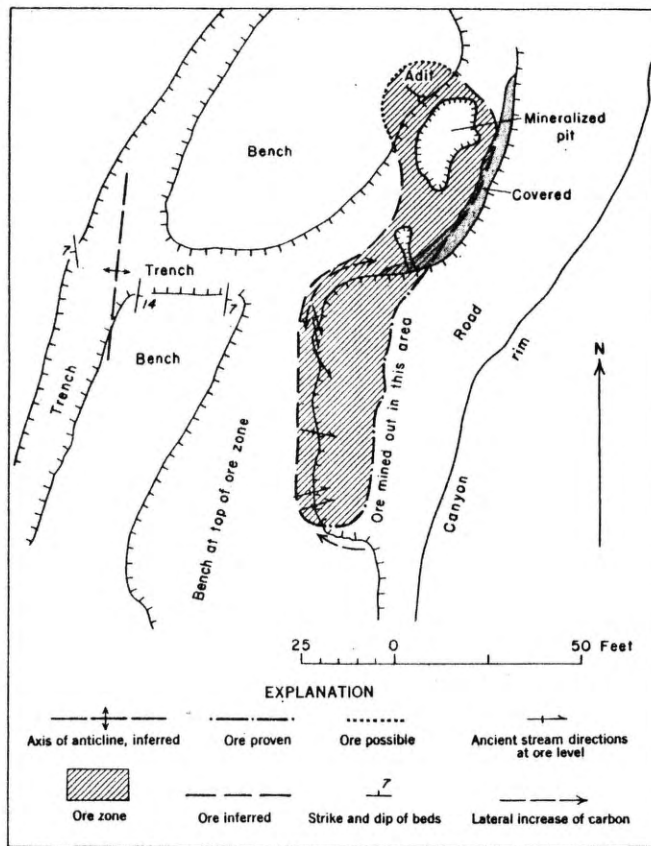 Adit
Bench
Mineralized
pit
Covered
7
Trench
14
7
Bench
Trench
Bench at top of ore zone
Ore mined out in this area
Road
Canyon rim
N
25 0 50 Feet
EXPLANATION
Axis of anticline, inferred
Ore proven
Ore possible
Ancient stream directions
at ore level
7
Ore zone
Ore inferred
Strike and dip of beds
Lateral increase of carbon